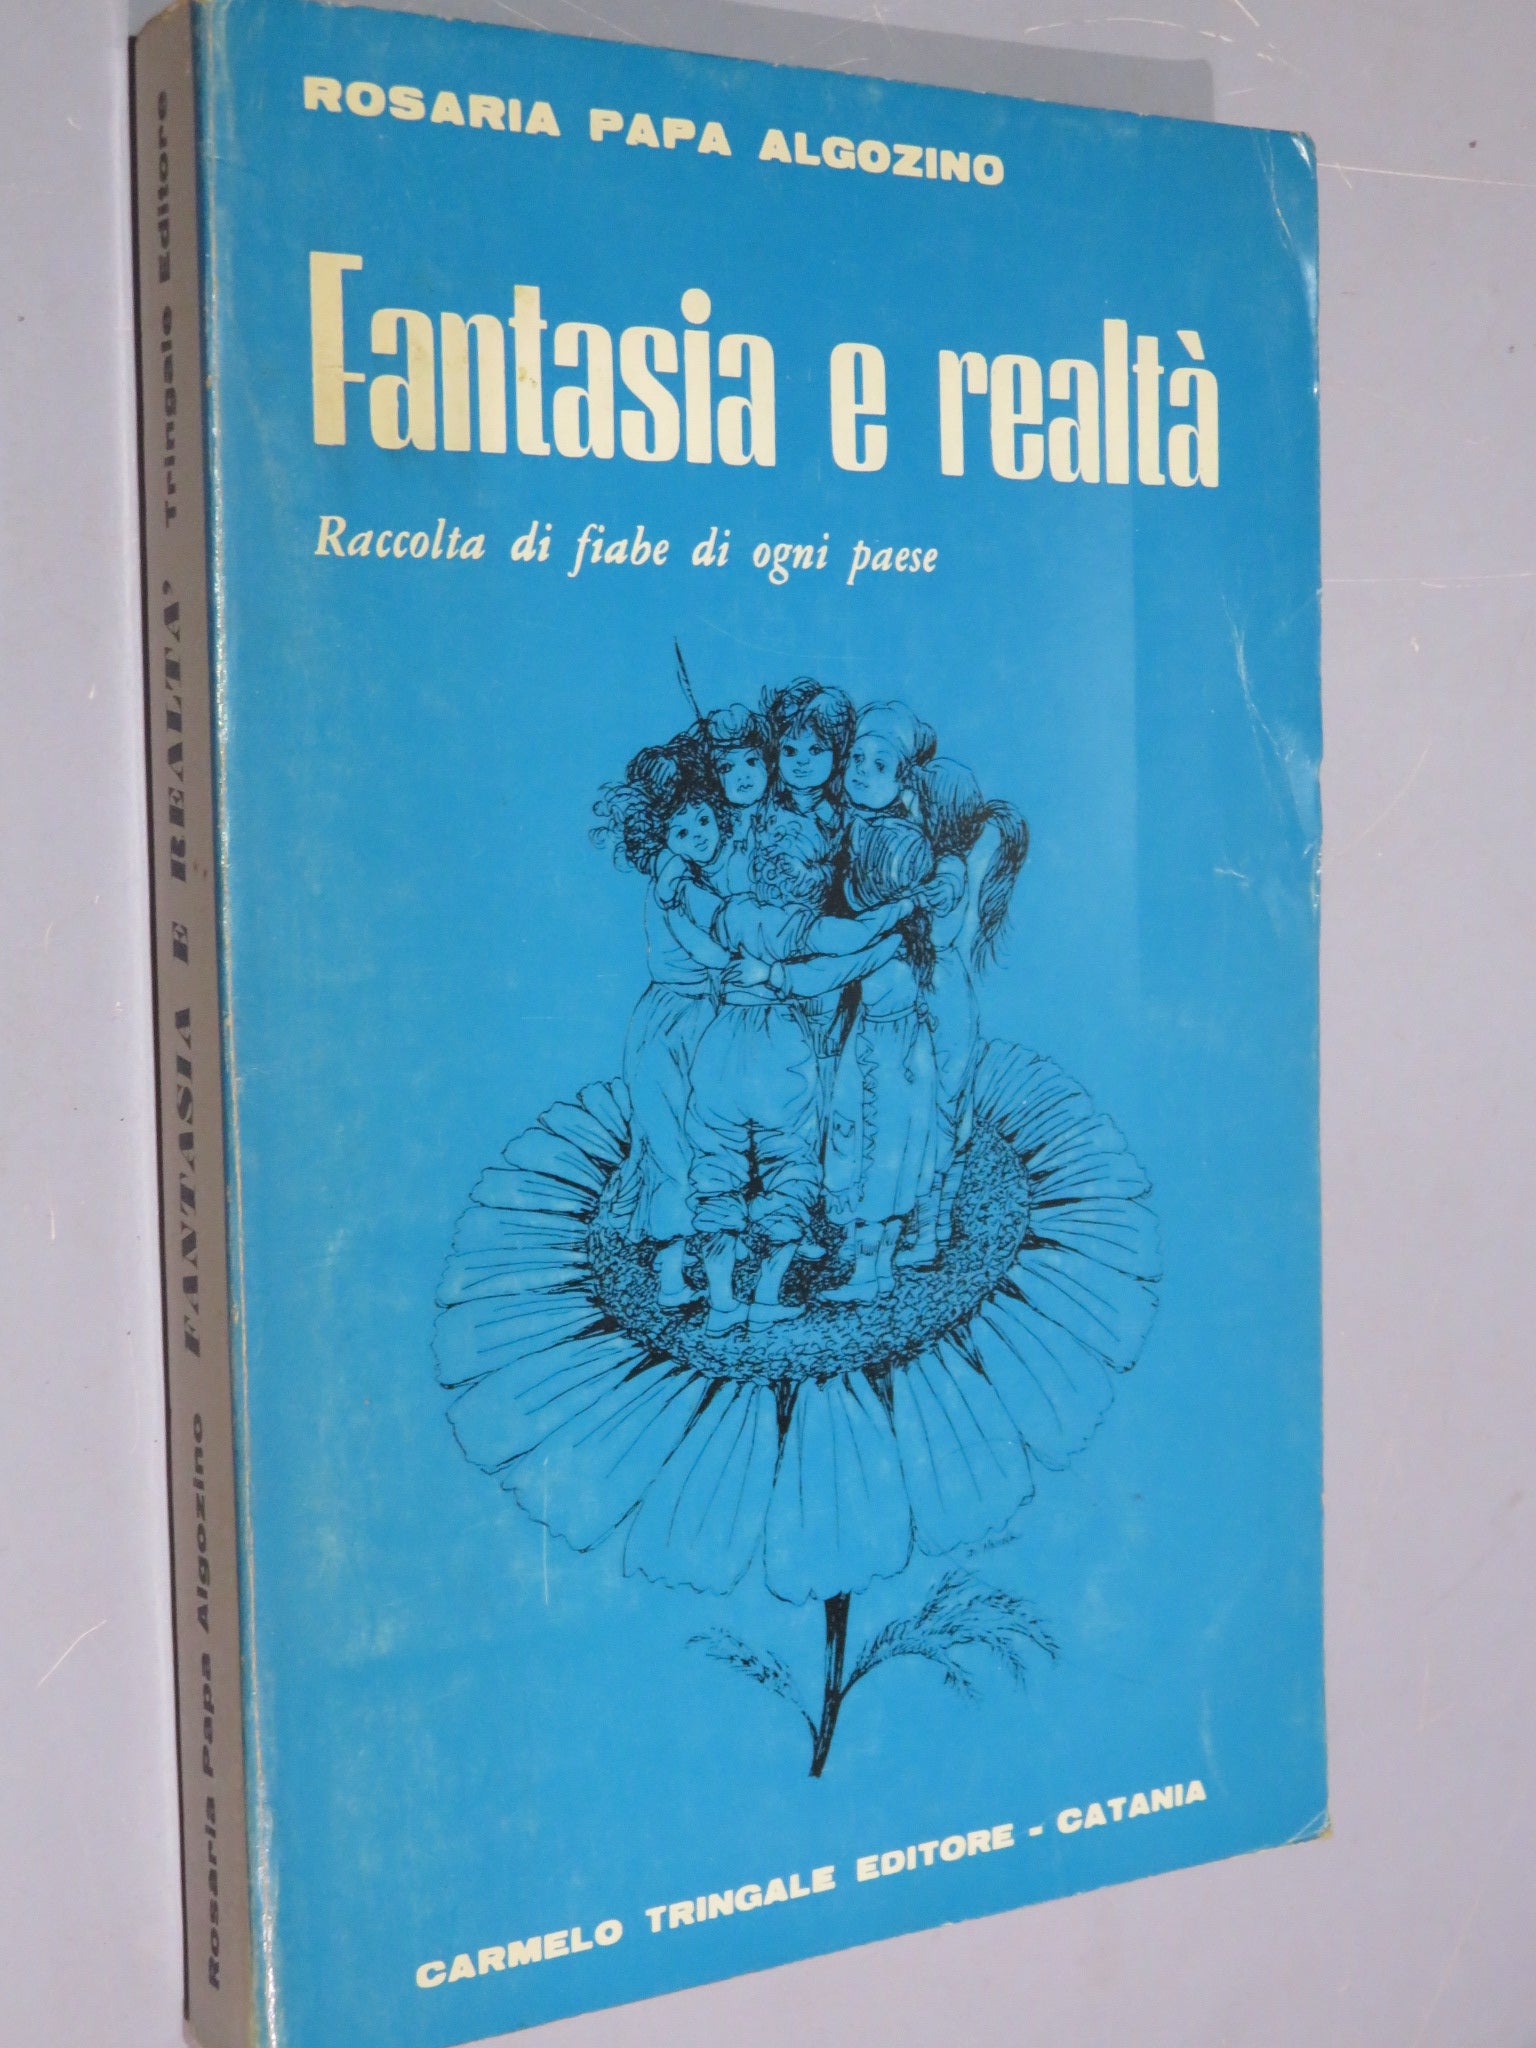 ROSARIA PAPA ALGOZINO
Fantasia e realtà
Raccolta di fiabe di ogni paese
CARMELO TRINGALE EDITORE - CATANIA
Rosaria Papa Algozino FANTASIA E REALTA' Tringale Editore